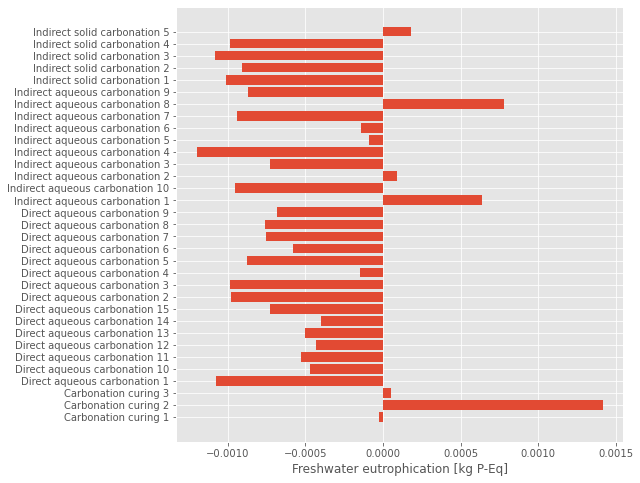 Indirect solid carbonation 5
Indirect solid carbonation 4
Indirect solid carbonation 3
Indirect solid carbonation 2
Indirect solid carbonation 1
Indirect aqueous carbonation 9
Indirect aqueous carbonation 8
Indirect aqueous carbonation 7
Indirect aqueous carbonation 6
Indirect aqueous carbonation 5
Indirect aqueous carbonation 4
Indirect aqueous carbonation 3
Indirect aqueous carbonation 2
Indirect aqueous carbonation 10
Indirect aqueous carbonation 1
Direct aqueous carbonation 9
Direct aqueous carbonation 8
Direct aqueous carbonation 7
Direct aqueous carbonation 6
Direct aqueous carbonation 5
Direct aqueous carbonation 4
Direct aqueous carbonation 3
Direct aqueous carbonation 2
Direct aqueous carbonation 15
Direct aqueous carbonation 14
Direct aqueous carbonation 13
Direct aqueous carbonation 12
Direct aqueous carbonation 11
Direct aqueous carbonation 10
Direct aqueous carbonation 1
Carbonation curing 3
Carbonation curing 2
Carbonation curing 1
−0.0010 −0.0005 0.0000 0.0005 0.0010 0.0015
Freshwater eutrophication [kg P-Eq]